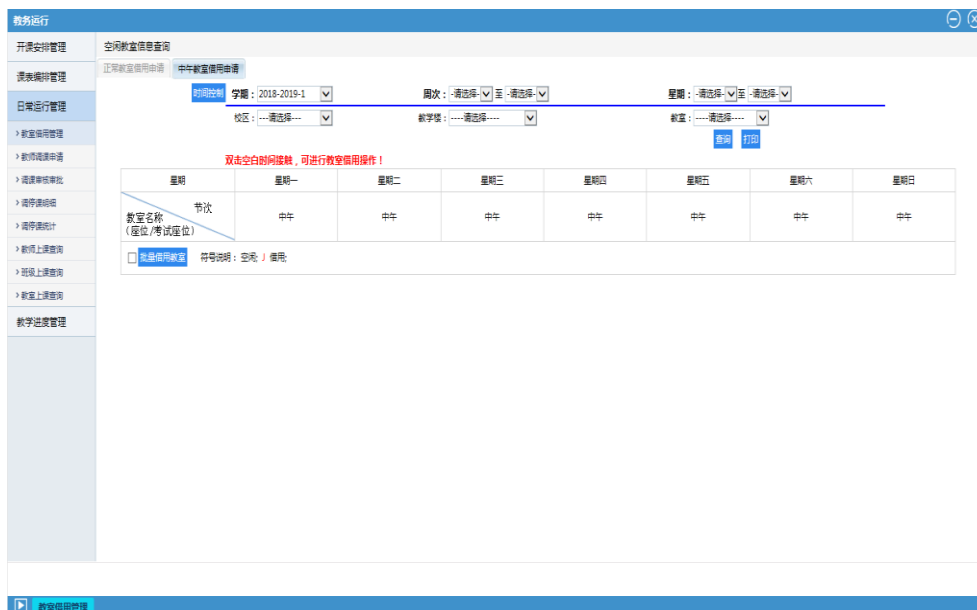 教务运行
开课安排管理
空闲教室信息查询
正常教室借用申请 中午教室借用申请
课表编排管理
时间控制 学期：2018-2019-1 周次：-请选择- 至 -请选择- 星期：-请选择- 至 -请选择-
日常运行管理
校区：---请选择--- 教学楼：----请选择---- 教室：----请选择----
>教室借用管理
查询 打印
>教师调课申请
双击空白时间接触，可进行教室借用操作！
>调课审核审批
星期 星期一 星期二 星期三 星期四 星期五 星期六 星期日
>调停课明细
节次
教室名称 中午 中午 中午 中午 中午 中午 中午
>调停课统计
（座位/考试座位）
>教师上课查询
批量借用教室 符号说明：空闲; J 借用;
>班级上课查询
>教室上课查询
教学进度管理
教室借用管理